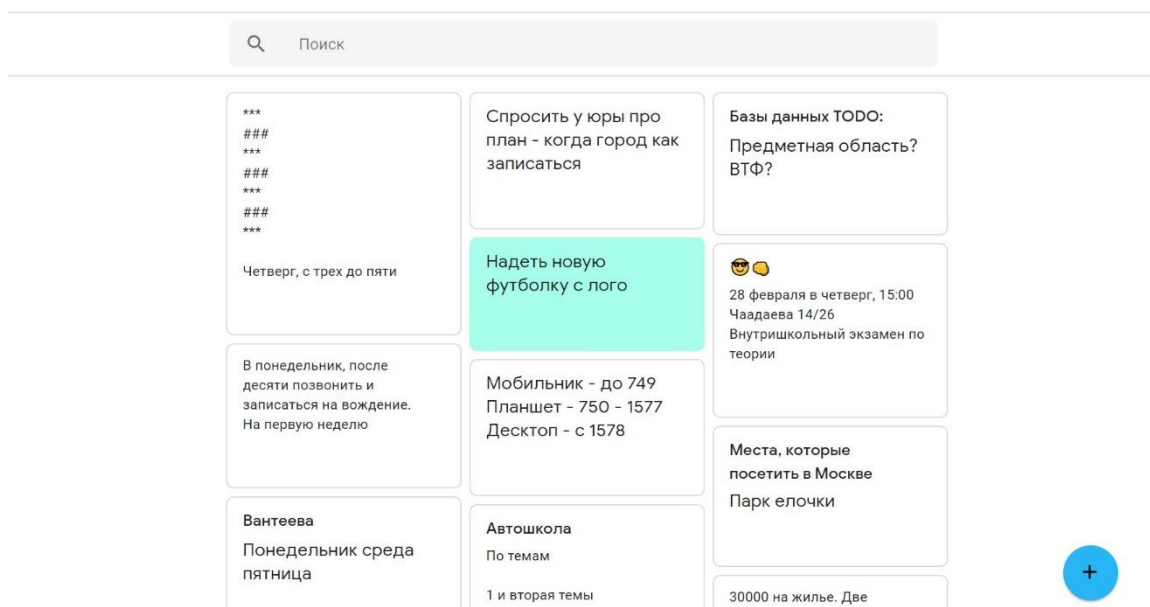 Поиск
***
###
***
###
***
###
***
Четверг, с трех до пяти
В понедельник, после
десяти позвонить и
записаться на вождение.
На первую неделю
Вантеева
Понедельник среда
пятница
Спросить у юры про
план - когда город как
записаться
Надеть новую
футболку с лого
Мобильник - до 749
Планшет - 750 - 1577
Десктоп - с 1578
Автошкола
По темам
1 и вторая темы
Базы данных TODO:
Предметная область?
ВТФ?
😎👊
28 февраля в четверг, 15:00
Чаадаева 14/26
Внутришкольный экзамен по
теории
Места, которые
посетить в Москве
Парк елочки
30000 на жилье. Две
+